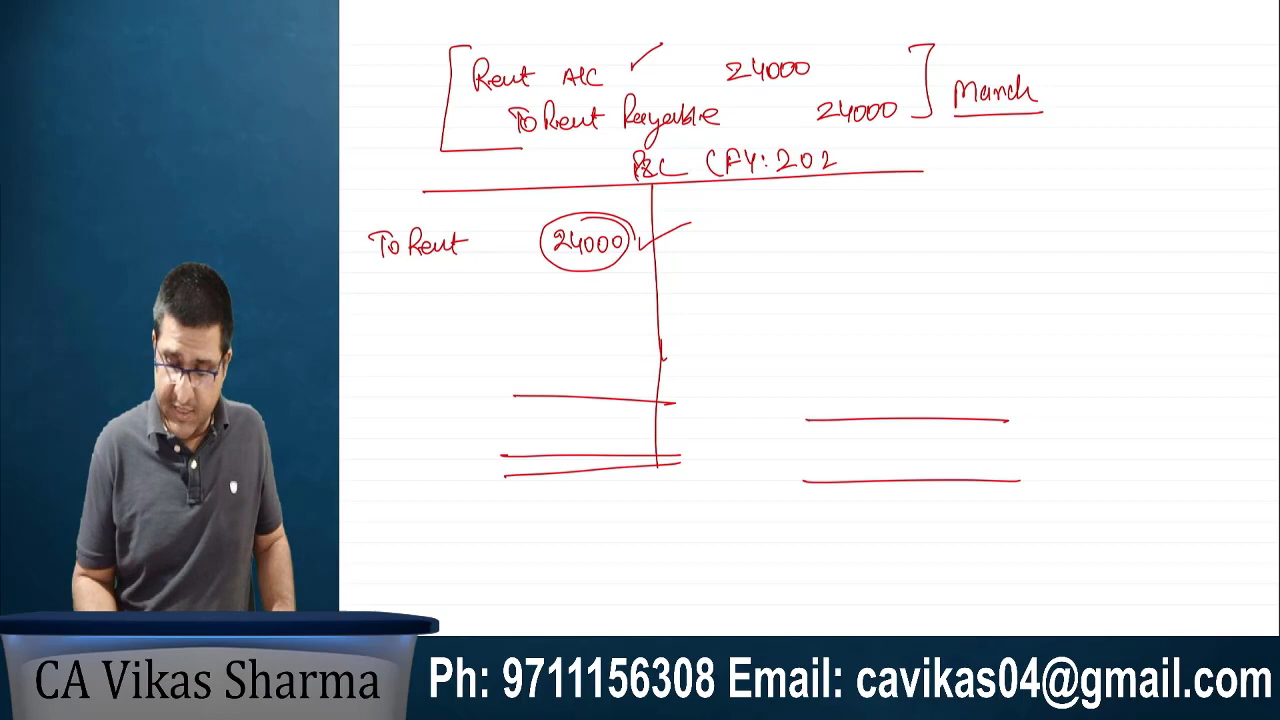 Rent A/C 24000
To Rent Payable 24000 March
P&L (FY: 202
To Rent 24000
CA Vikas Sharma
Ph: 9711156308 Email: cavikas04@gmail.com